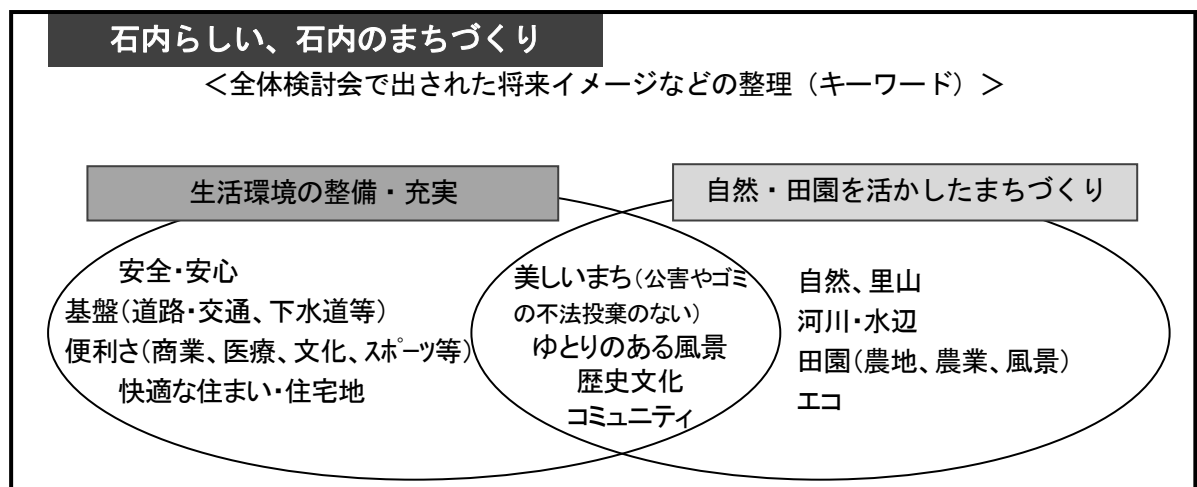 石内らしい、石内のまちづくり
＜全体検討会で出された将来イメージなどの整理（キーワード）＞
生活環境の整備・充実
安全・安心
基盤（道路・交通、下水道等）
便利さ（商業、医療、文化、スポーツ等）
快適な住まい・住宅地
美しいまち（公害やゴミ
の不法投棄のない）
ゆとりのある風景
歴史文化
コミュニティ
自然・田園を活かしたまちづくり
自然、里山
河川・水辺
田園（農地、農業、風景）
エコ